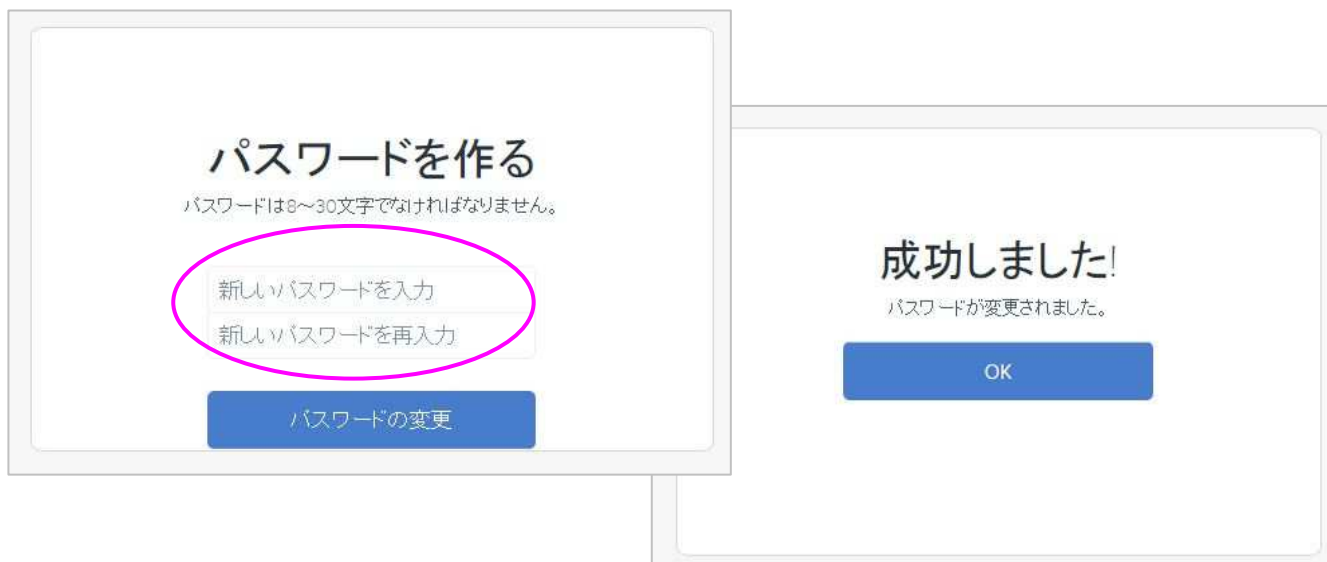 パスワードを作る
パスワードは8～30文字でなければなりません。
新しいパスワードを入力
新しいパスワードを再入力
パスワードの変更
成功しました!
パスワードが変更されました。
OK